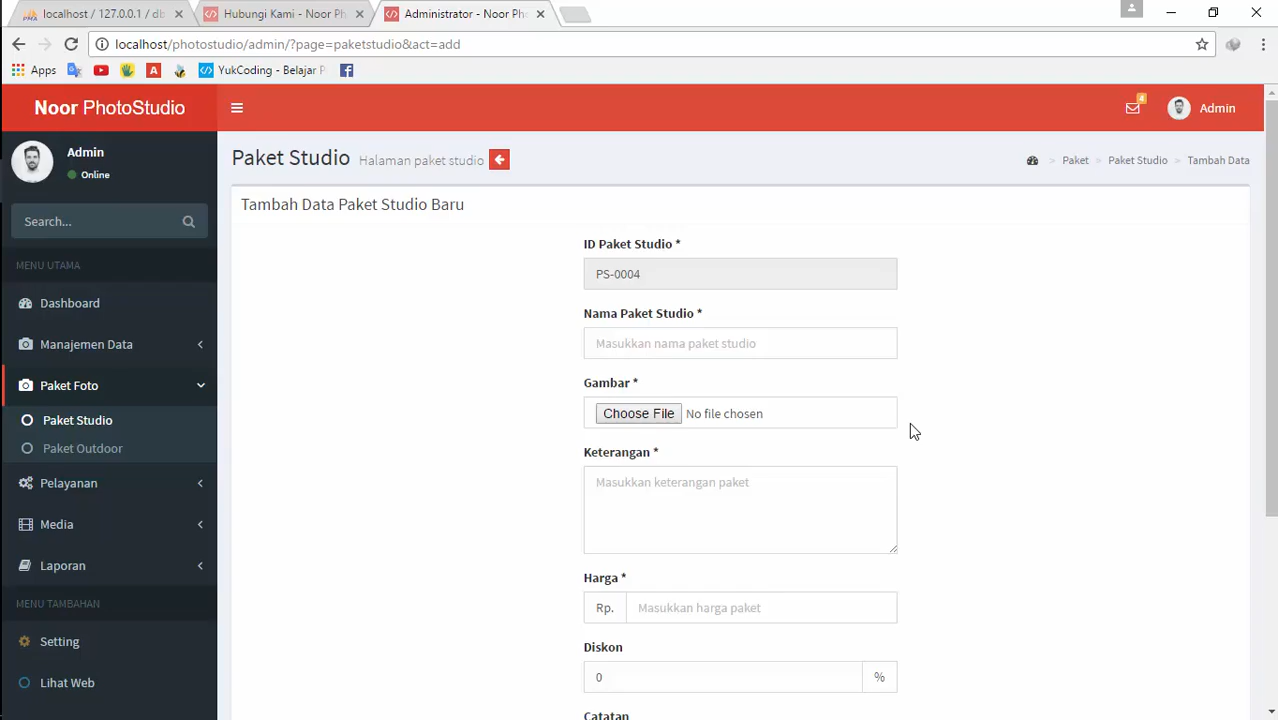 localhost / 127.0.0.1 / db
Hubungi Kami - Noor Ph
Administrator - Noor Pho
localhost/photostudio/admin/?page=paketstudio&act=add
Apps
A
YukCoding - Belajar P
Noor PhotoStudio
4
Admin
Admin
Online
Paket Studio Halaman paket studio
Paket > Paket Studio > Tambah Data
Search...
Tambah Data Paket Studio Baru
MENU UTAMA
Dashboard
Manajemen Data
Paket Foto
Paket Studio
Paket Outdoor
Pelayanan
Media
Laporan
MENU TAMBAHAN
Setting
Lihat Web
ID Paket Studio *
PS-0004
Nama Paket Studio *
Masukkan nama paket studio
Gambar *
Choose File No file chosen
Keterangan *
Masukkan keterangan paket
Harga *
Rp. Masukkan harga paket
Diskon
0 %
Catatan